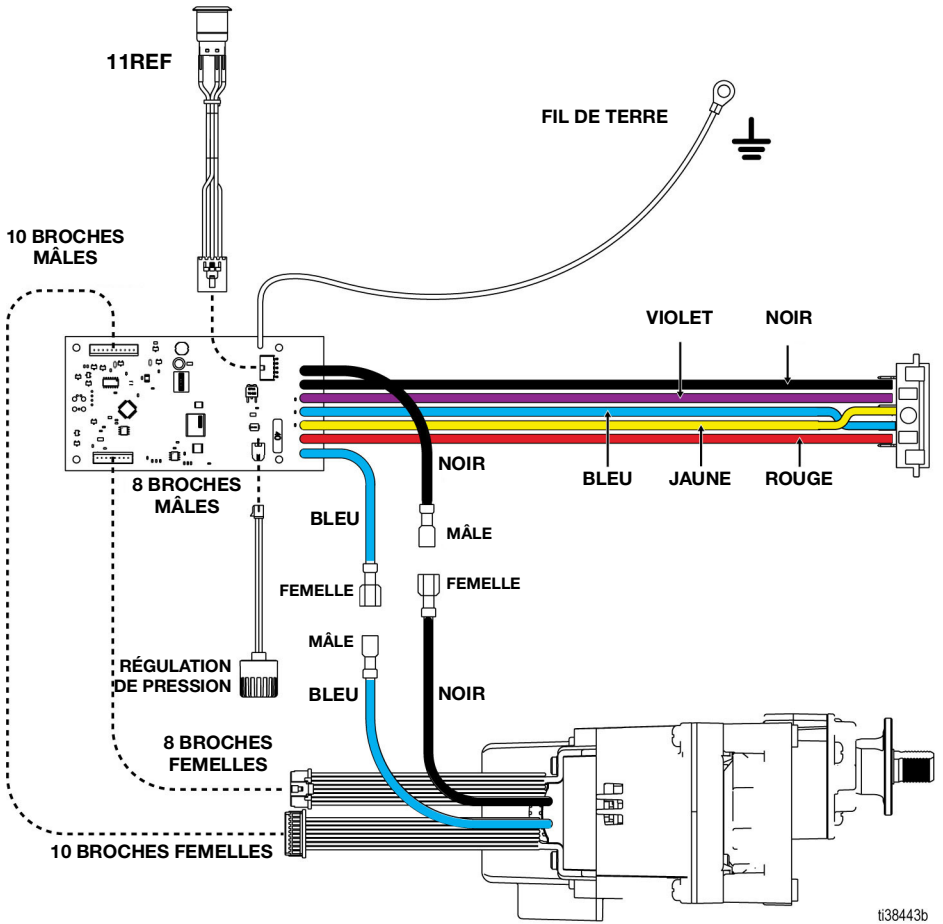 11REF
FIL DE TERRE
10 BROCHES
MÂLES
VIOLET
NOIR
NOIR
BLEU
JAUNE
ROUGE
8 BROCHES
MÂLES
BLEU
MÂLE
FEMELLE
FEMELLE
MÂLE
RÉGULATION
DE PRESSION
BLEU
NOIR
8 BROCHES
FEMELLES
10 BROCHES FEMELLES
ti38443b